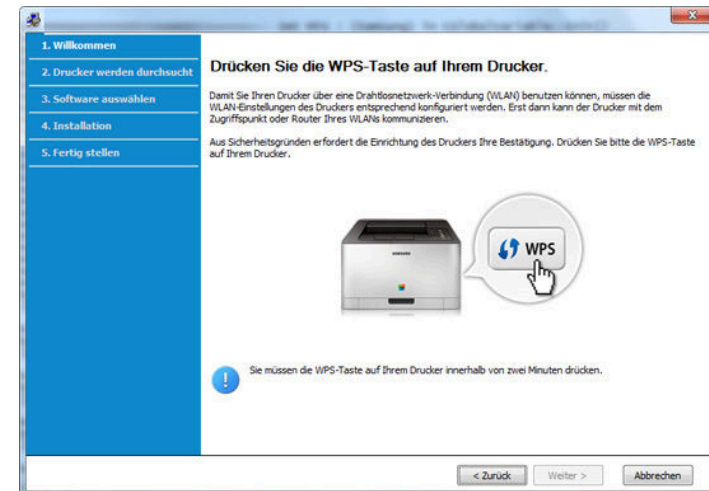 1. Willkommen
2. Drucker werden durchsucht
3. Software auswählen
4. Installation
5. Fertig stellen
Drücken Sie die WPS-Taste auf Ihrem Drucker.
Damit Sie Ihren Drucker über eine Drahtlosnetzwerk-Verbindung (WLAN) benutzen können, müssen die
WLAN-Einstellungen des Druckers entsprechend konfiguriert werden. Erst dann kann der Drucker mit dem
Zugriffspunkt oder Router Ihres WLANs kommunizieren.
Aus Sicherheitsgründen erfordert die Einrichtung des Druckers Ihre Bestätigung. Drücken Sie bitte die WPS-Taste
auf Ihrem Drucker.
SAMSUNG
WPS
Sie müssen die WPS-Taste auf Ihrem Drucker innerhalb von zwei Minuten drücken.
< Zurück
Weiter >
Abbrechen